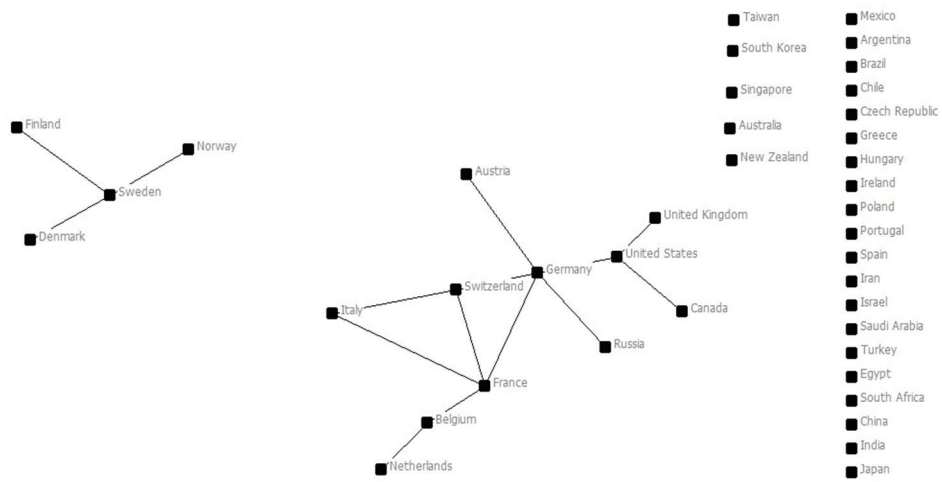 Taiwan
South Korea
Singapore
Australia
New Zealand
Mexico
Argentina
Brazil
Chile
Czech Republic
Greece
Hungary
Ireland
Poland
Portugal
Spain
Iran
Israel
Saudi Arabia
Turkey
Egypt
South Africa
China
India
Japan
Finland
Norway
Sweden
Denmark
Austria
United Kingdom
United States
Germany
Switzerland
Canada
Italy
Russia
France
Belgium
Netherlands